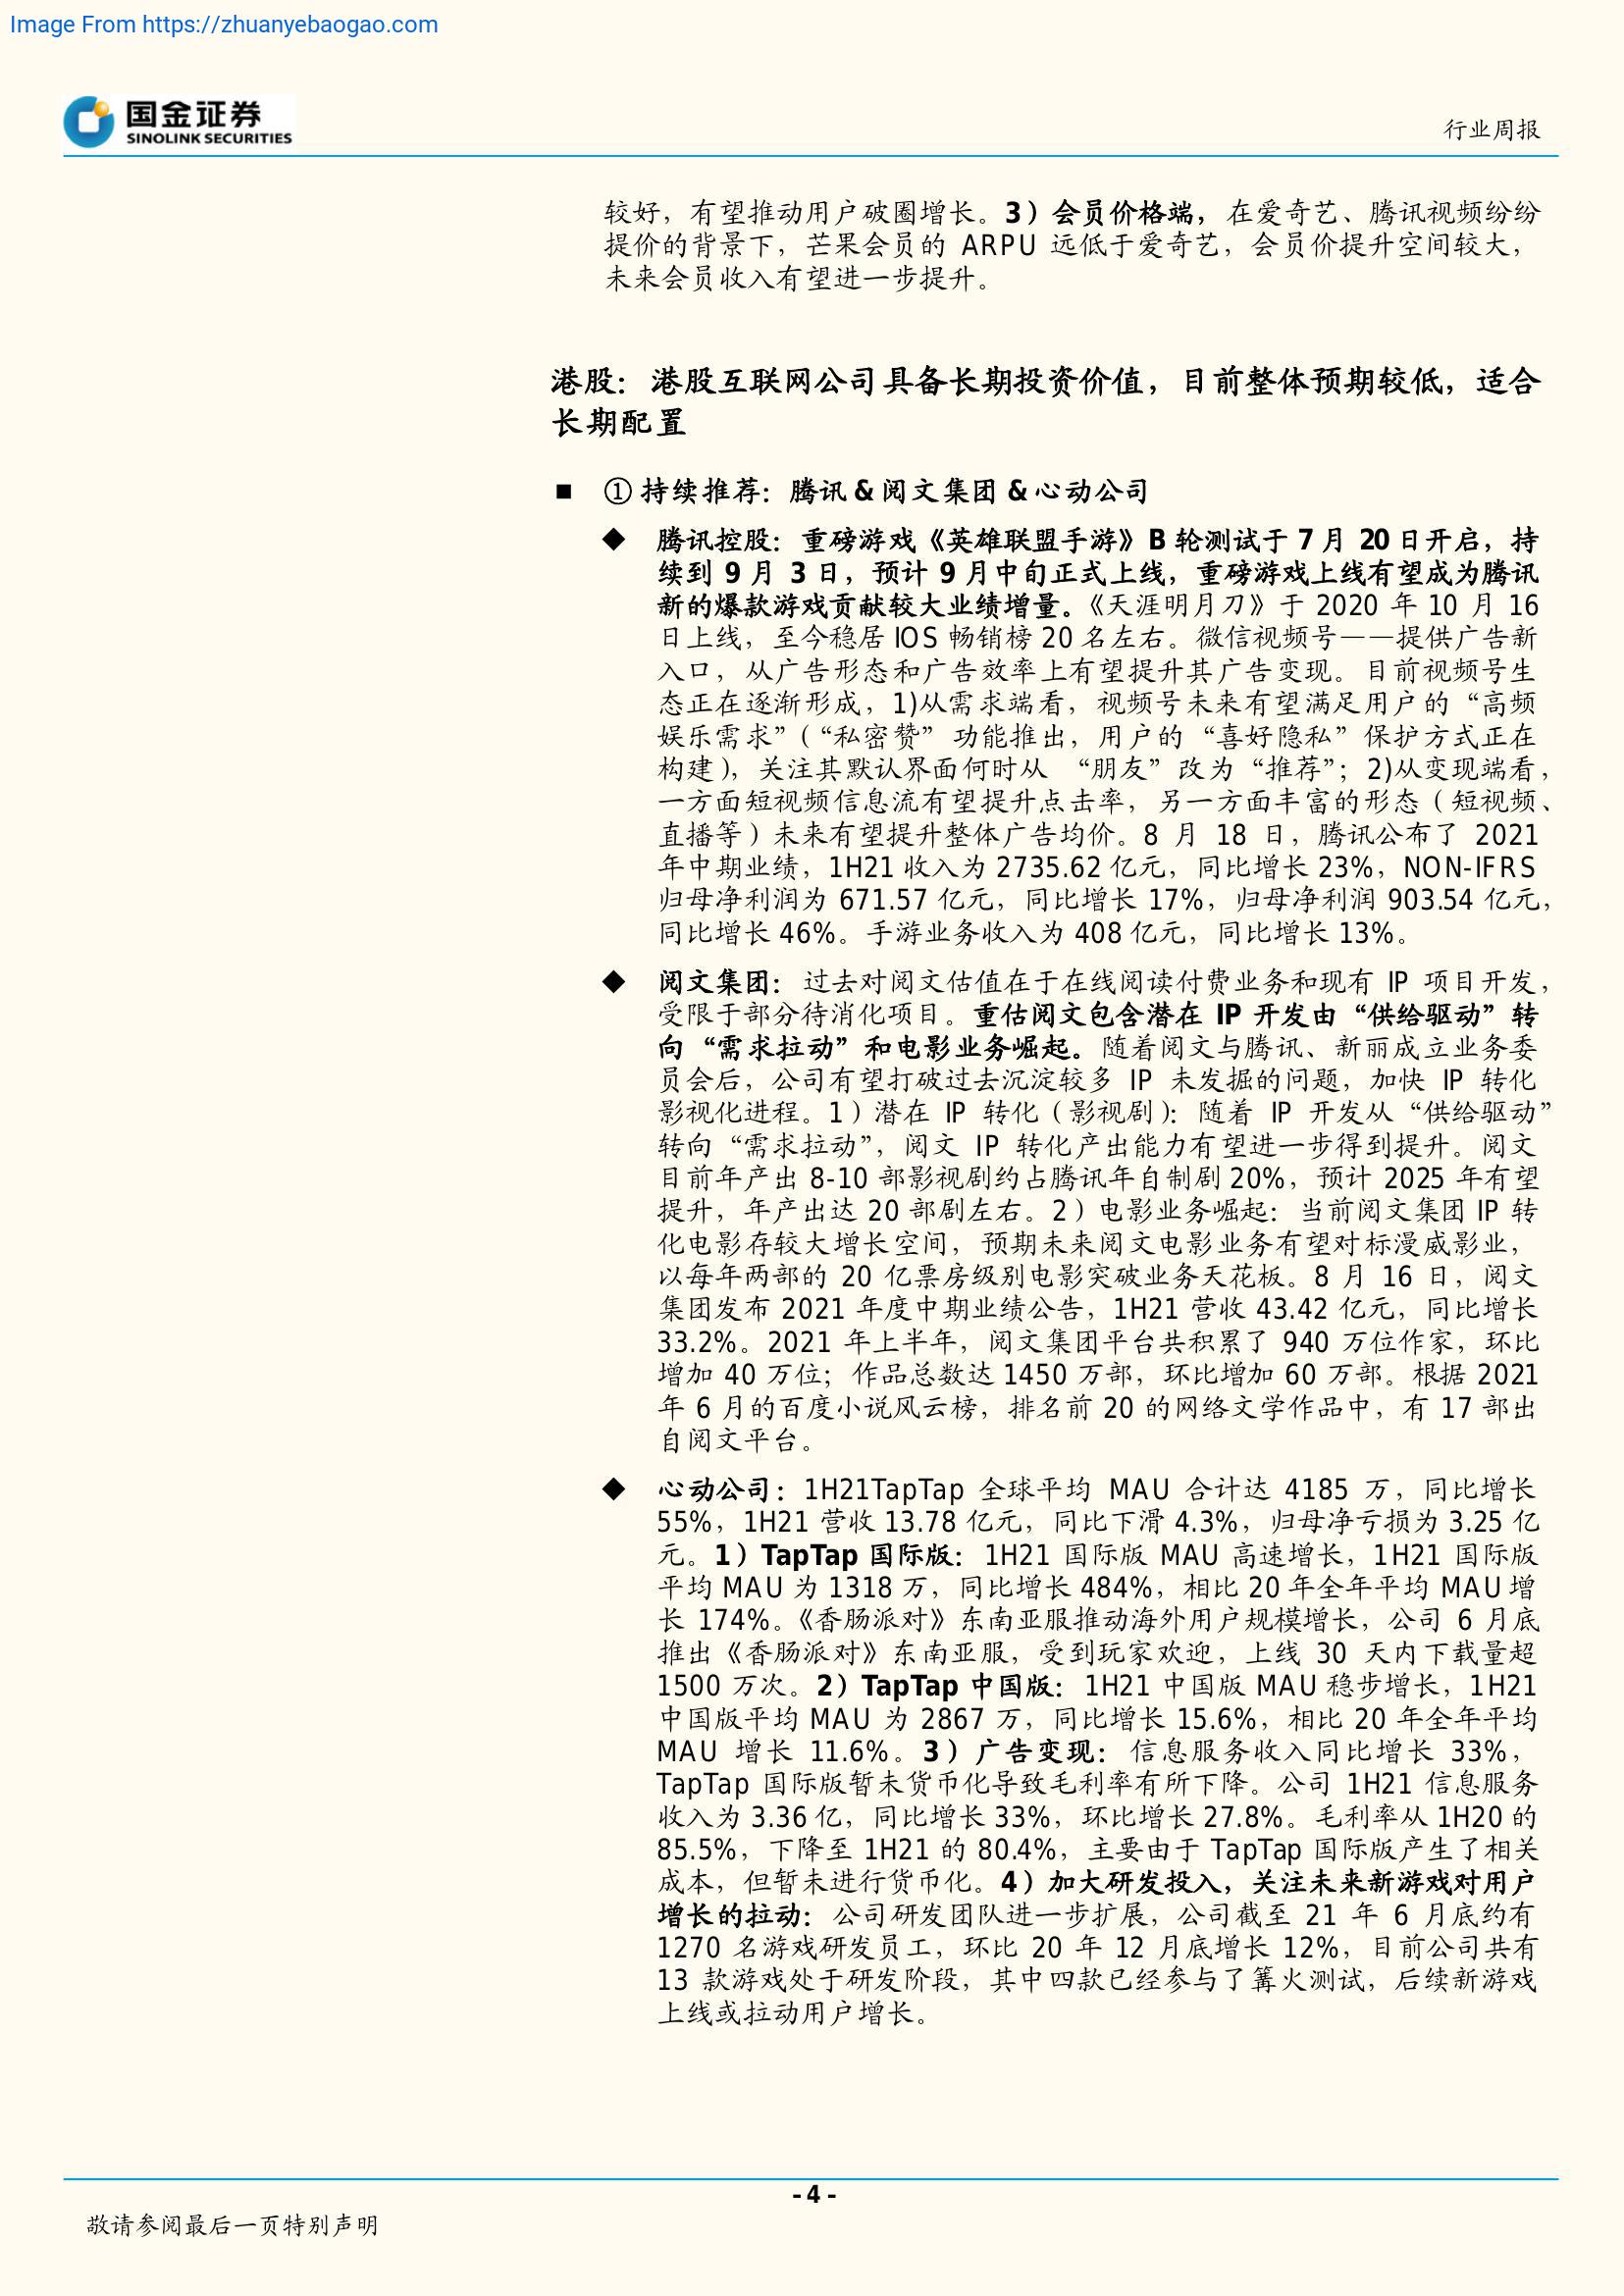 Image From https://zhuanyebaogao.com
国金证券
SINOLINK SECURITIES
行业周报
较好，有望推动用户破圈增长。3）会员价格端，在爱奇艺、腾讯视频纷纷
提价的背景下，芒果会员的 ARPU 远低于爱奇艺，会员价提升空间较大，
未来会员收入有望进一步提升。
港股：港股互联网公司具备长期投资价值，目前整体预期较低，适合
长期配置
■ ①持续推荐：腾讯&阅文集团&心动公司
◆ 腾讯控股：重磅游戏《英雄联盟手游》B 轮测试于 7 月 20 日开启，持
续到 9 月 3 日，预计 9 月中旬正式上线，重磅游戏上线有望成为腾讯
新的爆款游戏贡献较大业绩增量。《天涯明月刀》于 2020 年 10 月 16
日上线，至今稳居 IOS 畅销榜 20 名左右。微信视频号——提供广告新
入口，从广告形态和广告效率上有望提升其广告变现。目前视频号生
态正在逐渐形成，1)从需求端看，视频号未来有望满足用户的“高频
娱乐需求”（“私密赞”功能推出，用户的“喜好隐私”保护方式正在
构建），关注其默认界面何时从 “朋友”改为“推荐”；2)从变现端看，
一方面短视频信息流有望提升点击率，另一方面丰富的形态（短视频、
直播等）未来有望提升整体广告均价。8 月 18 日，腾讯公布了 2021
年中期业绩，1H21 收入为 2735.62 亿元，同比增长 23%，NON-IFRS
归母净利润为 671.57 亿元，同比增长 17%，归母净利润 903.54 亿元，
同比增长 46%。手游业务收入为 408 亿元，同比增长 13%。
◆ 阅文集团：过去对阅文估值在于在线阅读付费业务和现有 IP 项目开发，
受限于部分待消化项目。重估阅文包含潜在 IP 开发由“供给驱动”转
向“需求拉动”和电影业务崛起。随着阅文与腾讯、新丽成立业务委
员会后，公司有望打破过去沉淀较多 IP 未发掘的问题，加快 IP 转化
影视化进程。1）潜在 IP 转化（影视剧）：随着 IP 开发从“供给驱动”
转向“需求拉动”，阅文 IP 转化产出能力有望进一步得到提升。阅文
目前年产出 8-10 部影视剧约占腾讯年自制剧 20%，预计 2025 年有望
提升，年产出达 20 部剧左右。2）电影业务崛起：当前阅文集团 IP 转
化电影存较大增长空间，预期未来阅文电影业务有望对标漫威影业，
以每年两部的 20 亿票房级别电影突破业务天花板。8 月 16 日，阅文
集团发布 2021 年度中期业绩公告，1H21 营收 43.42 亿元，同比增长
33.2%。2021 年上半年，阅文集团平台共积累了 940 万位作家，环比
增加 40 万位；作品总数达 1450 万部，环比增加 60 万部。根据 2021
年 6 月的百度小说风云榜，排名前 20 的网络文学作品中，有 17 部出
自阅文平台。
◆ 心动公司：1H21TapTap 全球平均 MAU 合计达 4185 万，同比增长
55%，1H21 营收 13.78 亿元，同比下滑 4.3%，归母净亏损为 3.25 亿
元。1）TapTap 国际版：1H21 国际版 MAU 高速增长，1H21 国际版
平均 MAU 为 1318 万，同比增长 484%，相比 20 年全年平均 MAU 增
长 174%。《香肠派对》东南亚服推动海外用户规模增长，公司 6 月底
推出《香肠派对》东南亚服，受到玩家欢迎，上线 30 天内下载量超
1500 万次。2）TapTap 中国版：1H21 中国版 MAU 稳步增长，1H21
中国版平均 MAU 为 2867 万，同比增长 15.6%，相比 20 年全年平均
MAU 增长 11.6%。3）广告变现：信息服务收入同比增长 33%，
TapTap 国际版暂未货币化导致毛利率有所下降。公司 1H21 信息服务
收入为 3.36 亿，同比增长 33%，环比增长 27.8%。毛利率从 1H20 的
85.5%，下降至 1H21 的 80.4%，主要由于 TapTap 国际版产生了相关
成本，但暂未进行货币化。4）加大研发投入，关注未来新游戏对用户
增长的拉动：公司研发团队进一步扩展，公司截至 21 年 6 月底约有
1270 名游戏研发员工，环比 20 年 12 月底增长 12%，目前公司共有
13 款游戏处于研发阶段，其中四款已经参与了篝火测试，后续新游戏
上线或拉动用户增长。
- 4 -
敬请参阅最后一页特别声明